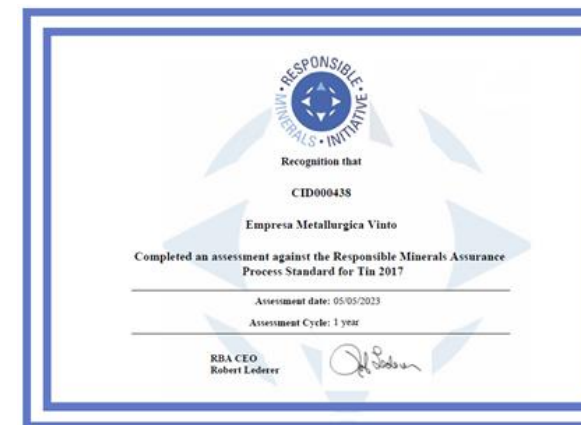 RESPONSIBLE
MINERALS • INITIATIVE
Recognition that
CID000438
Empresa Metallurgica Vinto
Completed an assessment against the Responsible Minerals Assurance
Process Standard for Tin 2017
Assessment date: 05/05/2023
Assessment Cycle: 1 year
RBA CEO
Robert Lederer